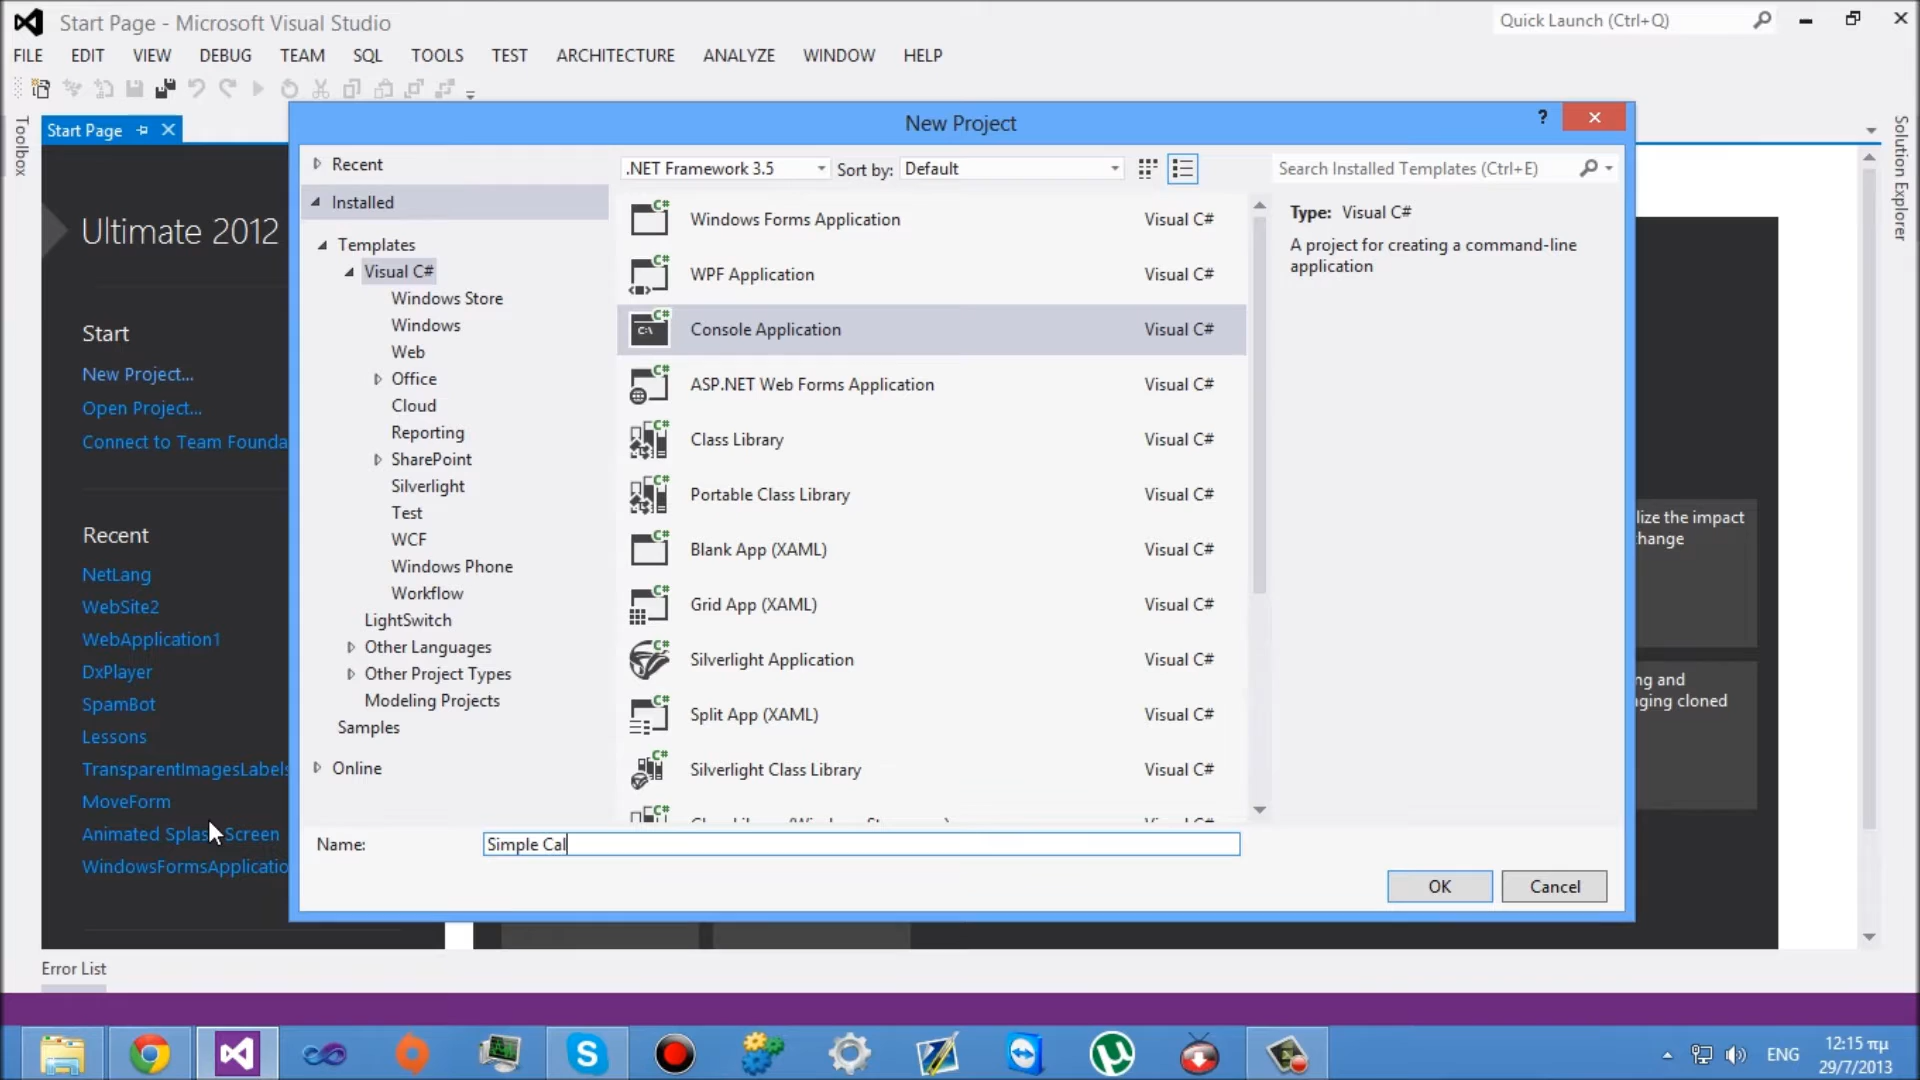 Start Page - Microsoft Visual Studio
Quick Launch (Ctrl+Q)
FILE EDIT VIEW DEBUG TEAM SQL TOOLS TEST ARCHITECTURE ANALYZE WINDOW HELP
Toolbox
Start Page
Solution Explorer
Ultimate 2012
Start
New Project...
Open Project...
Connect to Team Founda
Recent
NetLang
WebSite2
WebApplication1
DxPlayer
SpamBot
Lessons
TransparentImagesLabels
MoveForm
Animated Splash Screen
WindowsFormsApplicatio
New Project
?
Recent
Installed
Templates
Visual C#
Windows Store
Windows
Web
Office
Cloud
Reporting
SharePoint
Silverlight
Test
WCF
Windows Phone
Workflow
LightSwitch
Other Languages
Other Project Types
Modeling Projects
Samples
Online
.NET Framework 3.5 Sort by: Default
Search Installed Templates (Ctrl+E)
Windows Forms Application Visual C#
WPF Application Visual C#
Console Application Visual C#
ASP.NET Web Forms Application Visual C#
Class Library Visual C#
Portable Class Library Visual C#
Blank App (XAML) Visual C#
Grid App (XAML) Visual C#
Silverlight Application Visual C#
Split App (XAML) Visual C#
Silverlight Class Library Visual C#
Type: Visual C#
A project for creating a command-line
application
Name: Simple Cal
OK Cancel
lize the impact
hange
ng and
ging cloned
Error List
ENG
12:15 πμ
29/7/2013